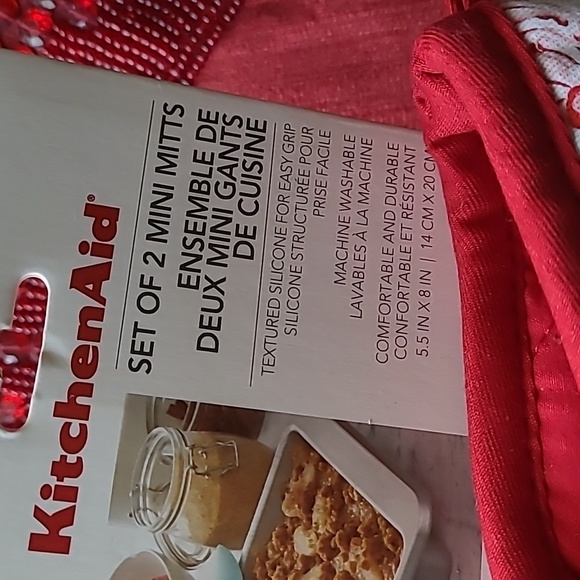 KitchenAid®
SET OF 2 MINI MITTS
ENSEMBLE DE
DEUX MINI GANTS
DE CUISINE
TEXTURED SILICONE FOR EASY GRIP
SILICONE STRUCTURÉE POUR
PRISE FACILE
MACHINE WASHABLE
LAVABLES À LA MACHINE
COMFORTABLE AND DURABLE
CONFORTABLE ET RÉSISTANT
5.5 IN X 8 IN | 14 CM X 20 CM